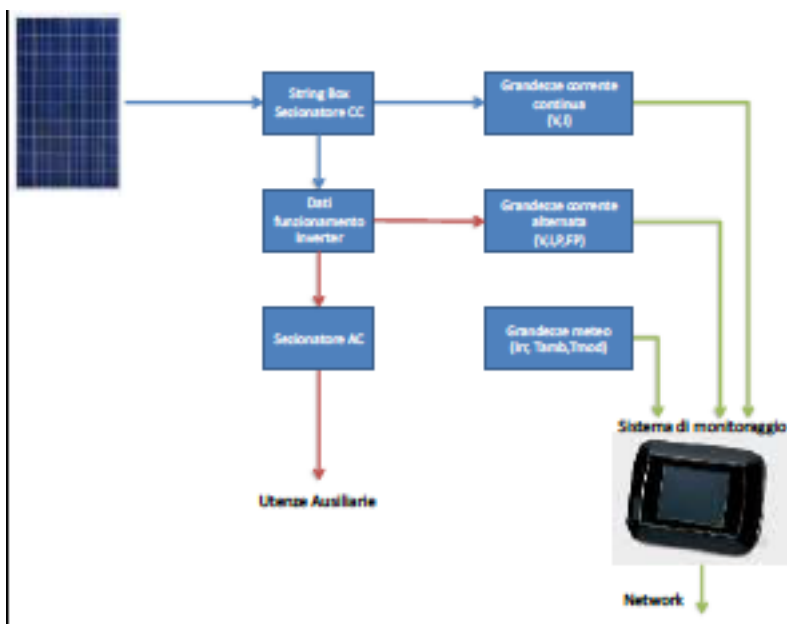 String Box
Sezionatore CC
Grandezze corrente
continua
(V,I)
Dati
funzionamento
inverter
Grandezze corrente
alternata
(V,I,P,FP)
Sezionatore AC
Grandezze meteo
(Irr, Tamb,Tmod)
Sistema di monitoraggio
Utenze Ausiliarie
Network